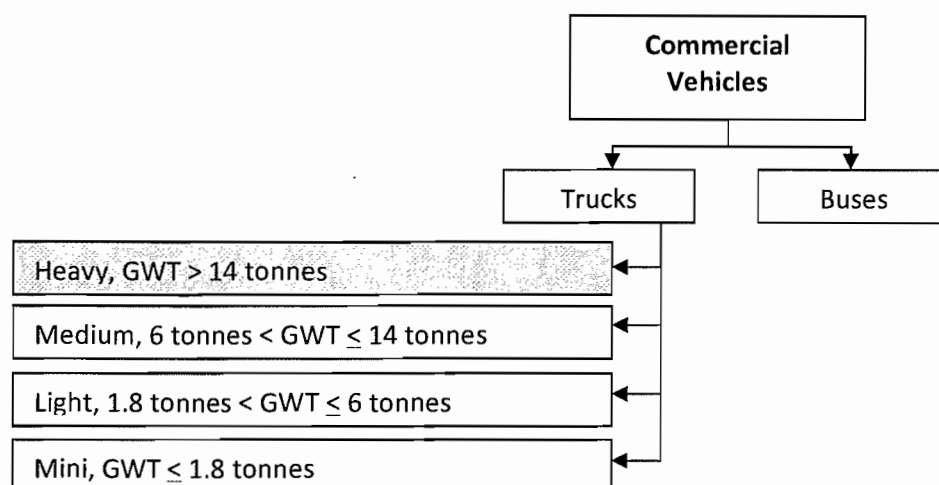 Commercial
Vehicles
Trucks
Buses
Heavy, GWT > 14 tonnes
Medium, 6 tonnes < GWT ≤ 14 tonnes
Light, 1.8 tonnes < GWT ≤ 6 tonnes
Mini, GWT ≤ 1.8 tonnes